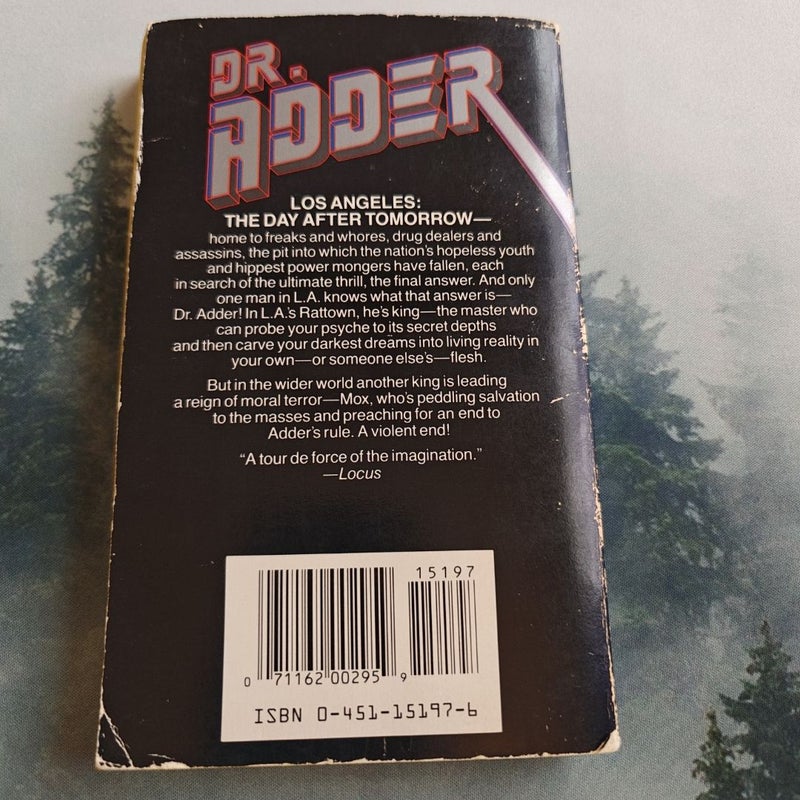 DR.
ADDER
LOS ANGELES:
THE DAY AFTER TOMORROW—
home to freaks and whores, drug dealers and
assassins, the pit into which the nation's hopeless youth
and hippest power mongers have fallen, each
in search of the ultimate thrill, the final answer. And only
one man in L.A. knows what that answer is—
Dr. Adder! In L.A.'s Rattown, he's king—the master who
can probe your psyche to its secret depths
and then carve your darkest dreams into living reality in
your own—or someone else's—flesh.
But in the wider world another king is leading
a reign of moral terror—Mox, who's peddling salvation
to the masses and preaching for an end to
Adder's rule. A violent end!
“A tour de force of the imagination.”
—Locus
15197
0 71162 00295 9
ISBN 0-451-15197-6